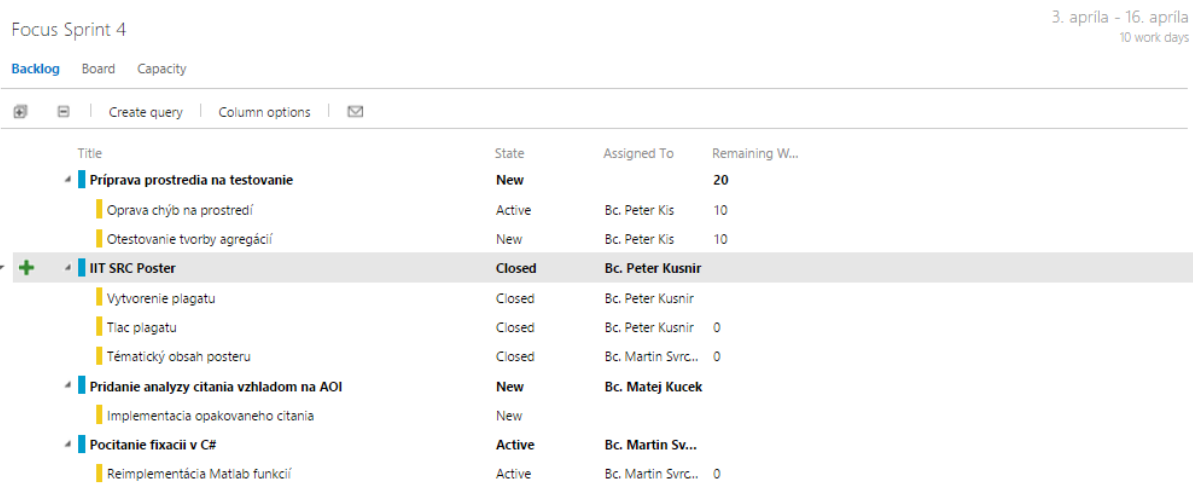 Focus Sprint 4
3. apríla - 16. apríla
10 work days
Backlog Board Capacity
Create query Column options
Title State Assigned To Remaining W...
Príprava prostredia na testovanie New 20
Oprava chýb na prostredí Active Bc. Peter Kis 10
Otestovanie tvorby agregácií New Bc. Peter Kis 10
IIT SRC Poster Closed Bc. Peter Kusnir
Vytvorenie plagatu Closed Bc. Peter Kusnir
Tlac plagatu Closed Bc. Peter Kusnir 0
Tématický obsah posteru Closed Bc. Martin Svrc... 0
Pridanie analyzy citania vzhladom na AOI New Bc. Matej Kucek
Implementacia opakovaneho citania New
Pocitanie fixacii v C# Active Bc. Martin Sv...
Reimplementácia Matlab funkcií Active Bc. Martin Svrc... 0